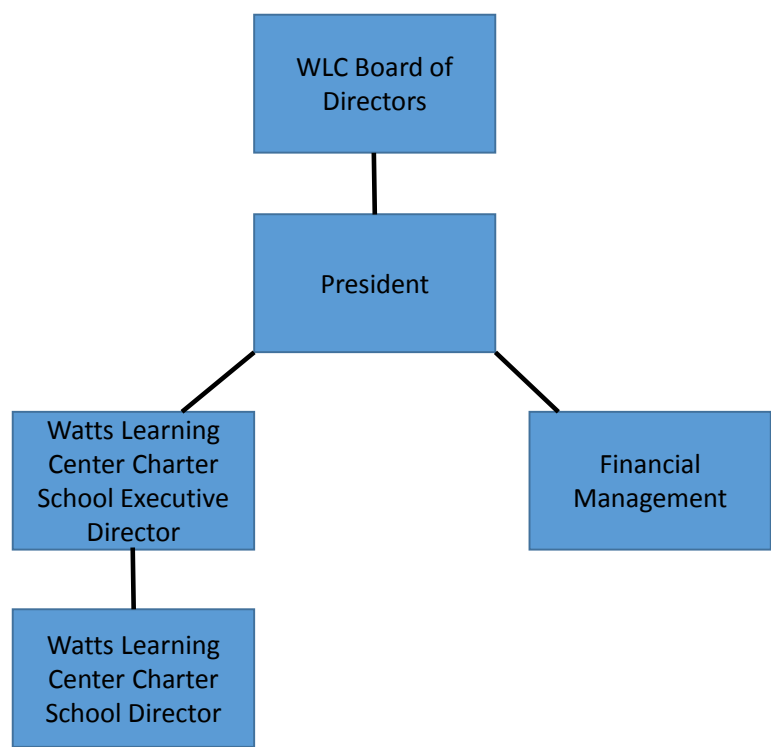 WLC Board of
Directors
President
Watts Learning
Center Charter
School Executive
Director
Financial
Management
Watts Learning
Center Charter
School Director